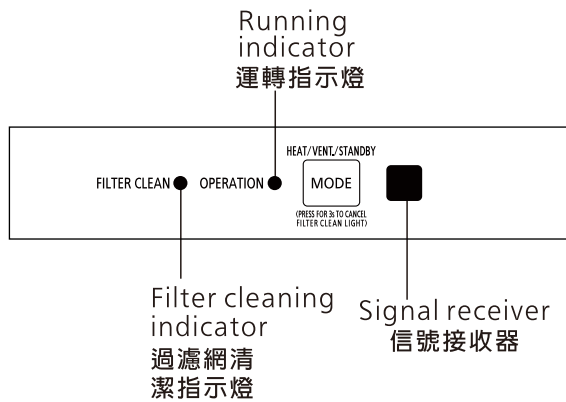 Running
indicator
運轉指示燈
HEAT/VENT./STANDBY
FILTER CLEAN OPERATION MODE
(PRESS FOR 3s TO CANCEL
FILTER CLEAN LIGHT)
Filter cleaning
indicator
過濾網清
潔指示燈
Signal receiver
信號接收器